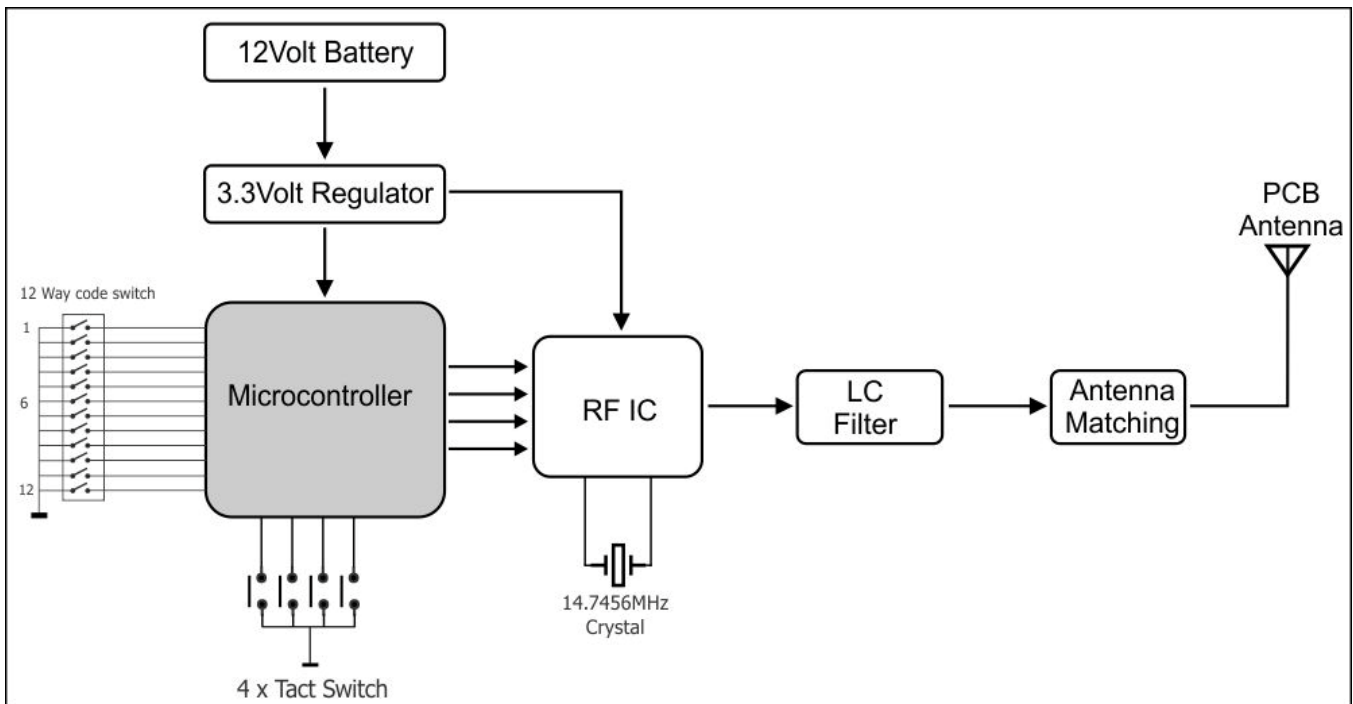 12Volt Battery
3.3Volt Regulator
PCB
Antenna
12 Way code switch
1
6
12
Microcontroller
RF IC
LC
Filter
Antenna
Matching
14.7456MHz
Crystal
4 x Tact Switch